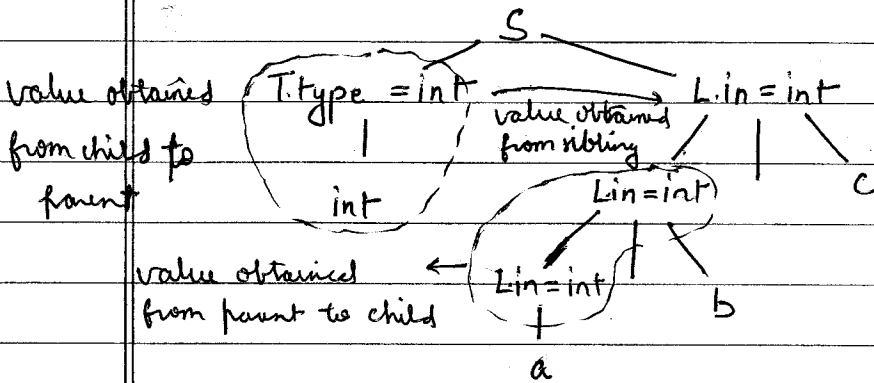 S
value obtained T.type = int L.in = int
value obtained
from child to from sibling
parent int L.in = int c
value obtained L.in = int
from parent to child b
a